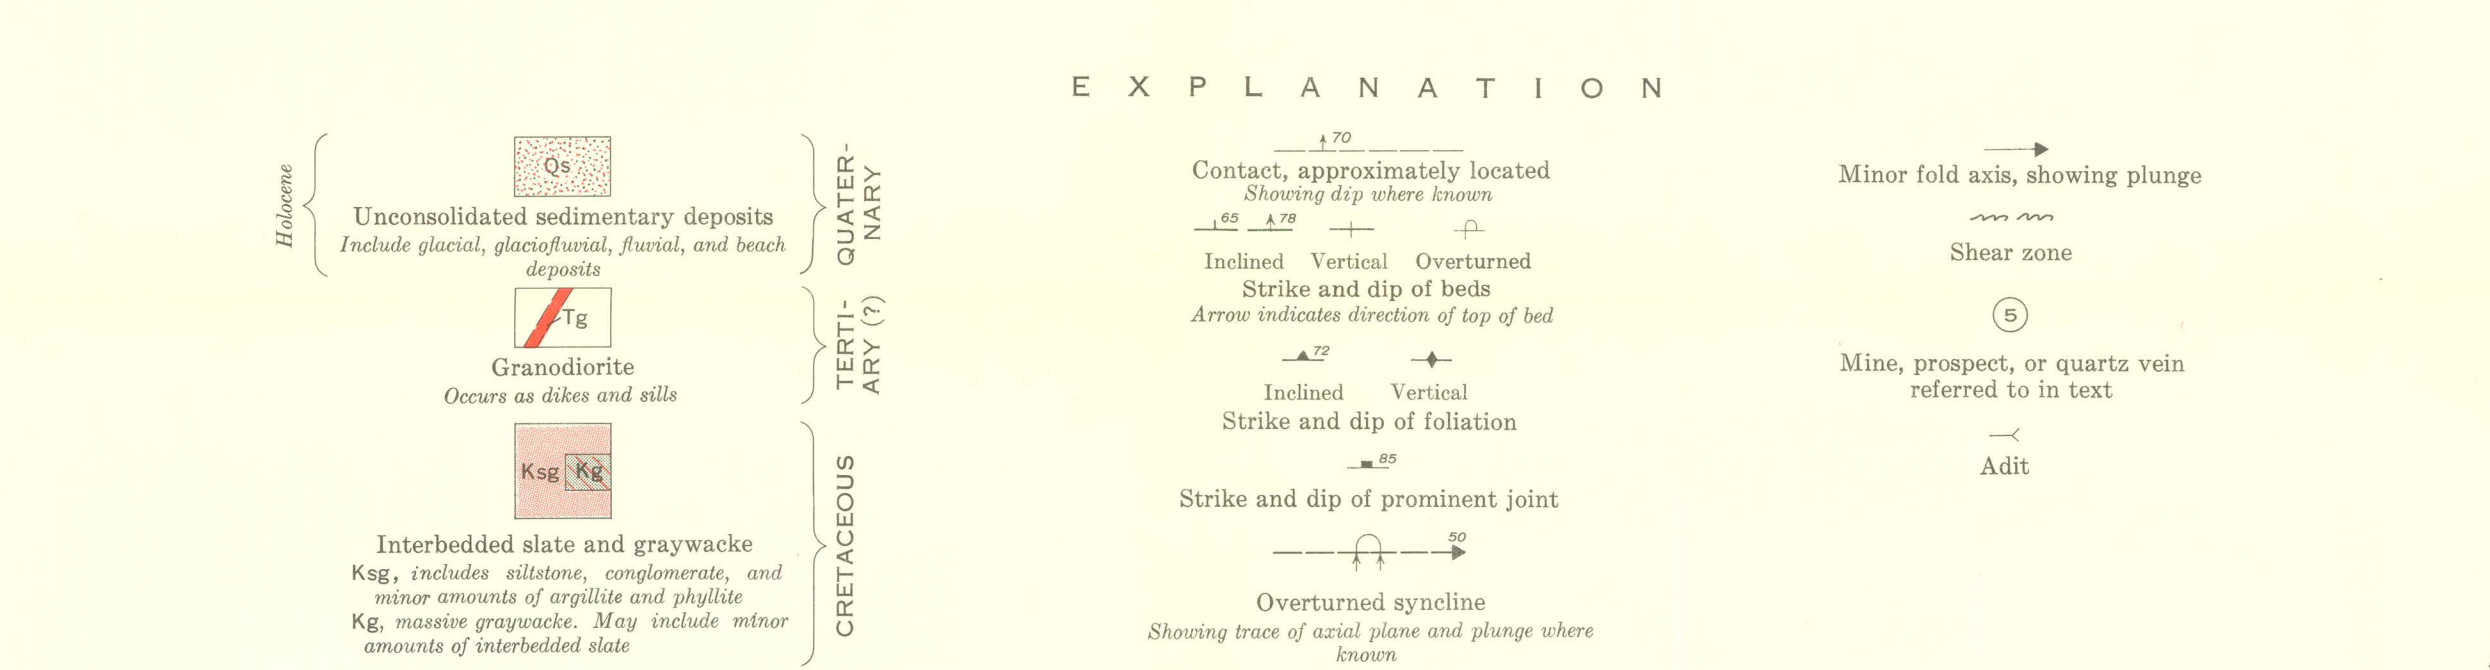 EXPLANATION
Holocene
Qs
Unconsolidated sedimentary deposits
Include glacial, glaciofluvial, fluvial, and beach
deposits
QUATER-
NARY
Tg
Granodiorite
Occurs as dikes and sills
TERTI-
ARY (?)
Ksg Kg
Interbedded slate and graywacke
Ksg, includes siltstone, conglomerate, and
minor amounts of argillite and phyllite
Kg, massive graywacke. May include minor
amounts of interbedded slate
CRETACEOUS
70
Contact, approximately located
Showing dip where known
65 78
Inclined Vertical Overturned
Strike and dip of beds
Arrow indicates direction of top of bed
72
Inclined Vertical
Strike and dip of foliation
85
Strike and dip of prominent joint
50
Overturned syncline
Showing trace of axial plane and plunge where
known
Minor fold axis, showing plunge
Shear zone
5
Mine, prospect, or quartz vein
referred to in text
Adit